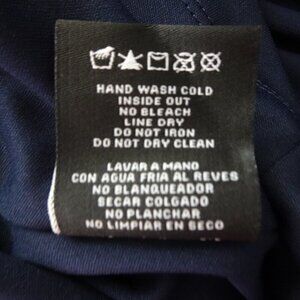 HAND WASH COLD
INSIDE OUT
NO BLEACH
LINE DRY
DO NOT IRON
DO NOT DRY CLEAN
LAVAR A MANO
CON AGUA FRIA AL REVES
NO BLANQUEADOR
SECAR COLGADO
NO PLANCHAR
NO LIMPIAR EN SECO